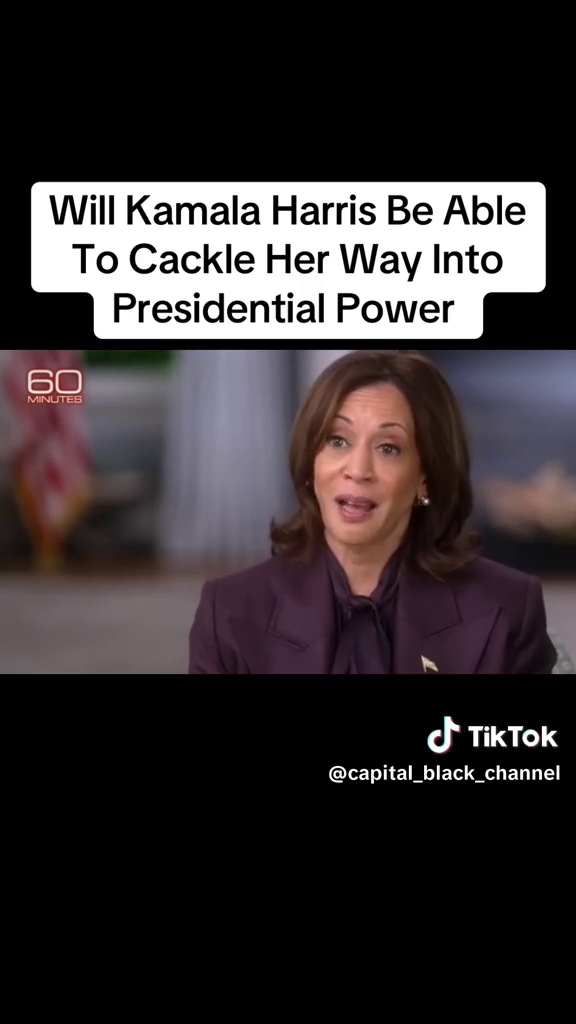 Will Kamala Harris Be Able
To Cackle Her Way Into
Presidential Power
60
MINUTES
TikTok
@capital_black_channel